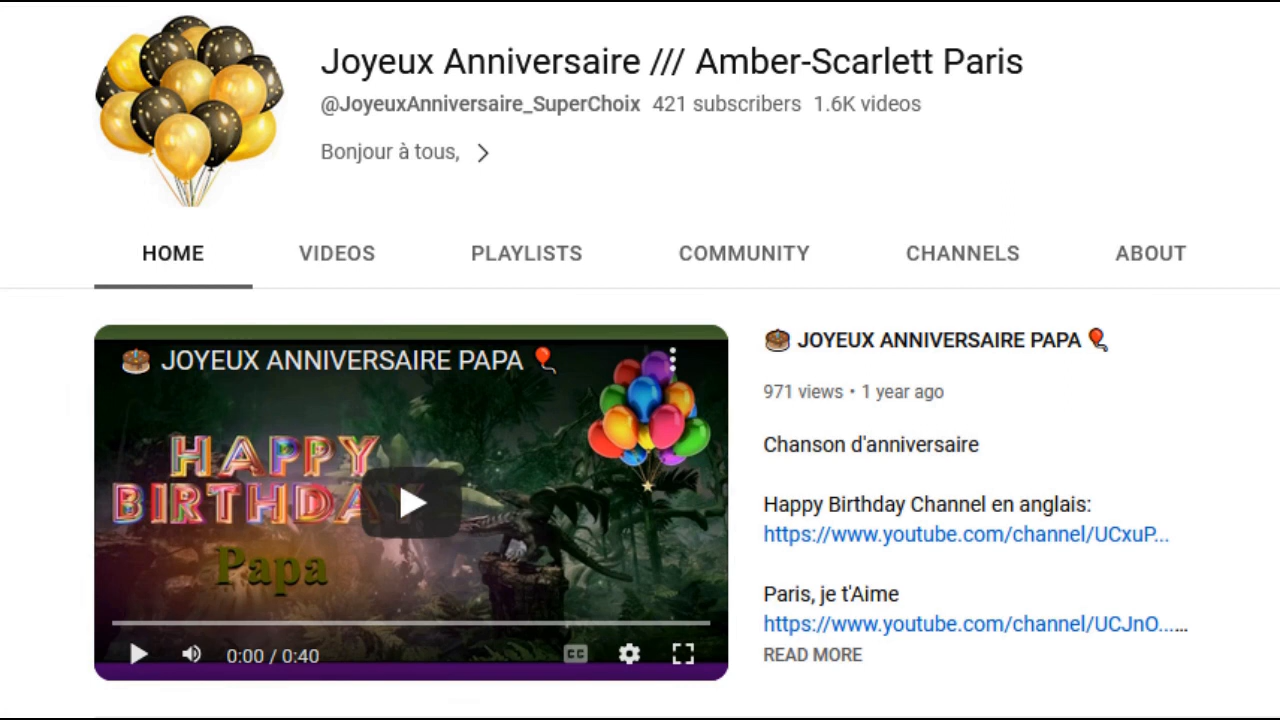 Joyeux Anniversaire /// Amber-Scarlett Paris
@JoyeuxAnniversaire_SuperChoix 421 subscribers 1.6K videos
Bonjour à tous,
HOME VIDEOS PLAYLISTS COMMUNITY CHANNELS ABOUT
JOYEUX ANNIVERSAIRE PAPA
HAPPY
BIRTHDAY
Papa
0:00 / 0:40
CC
JOYEUX ANNIVERSAIRE PAPA
971 views • 1 year ago
Chanson d'anniversaire
Happy Birthday Channel en anglais:
https://www.youtube.com/channel/UCxuP...
Paris, je t'Aime
https://www.youtube.com/channel/UCJnO......
READ MORE